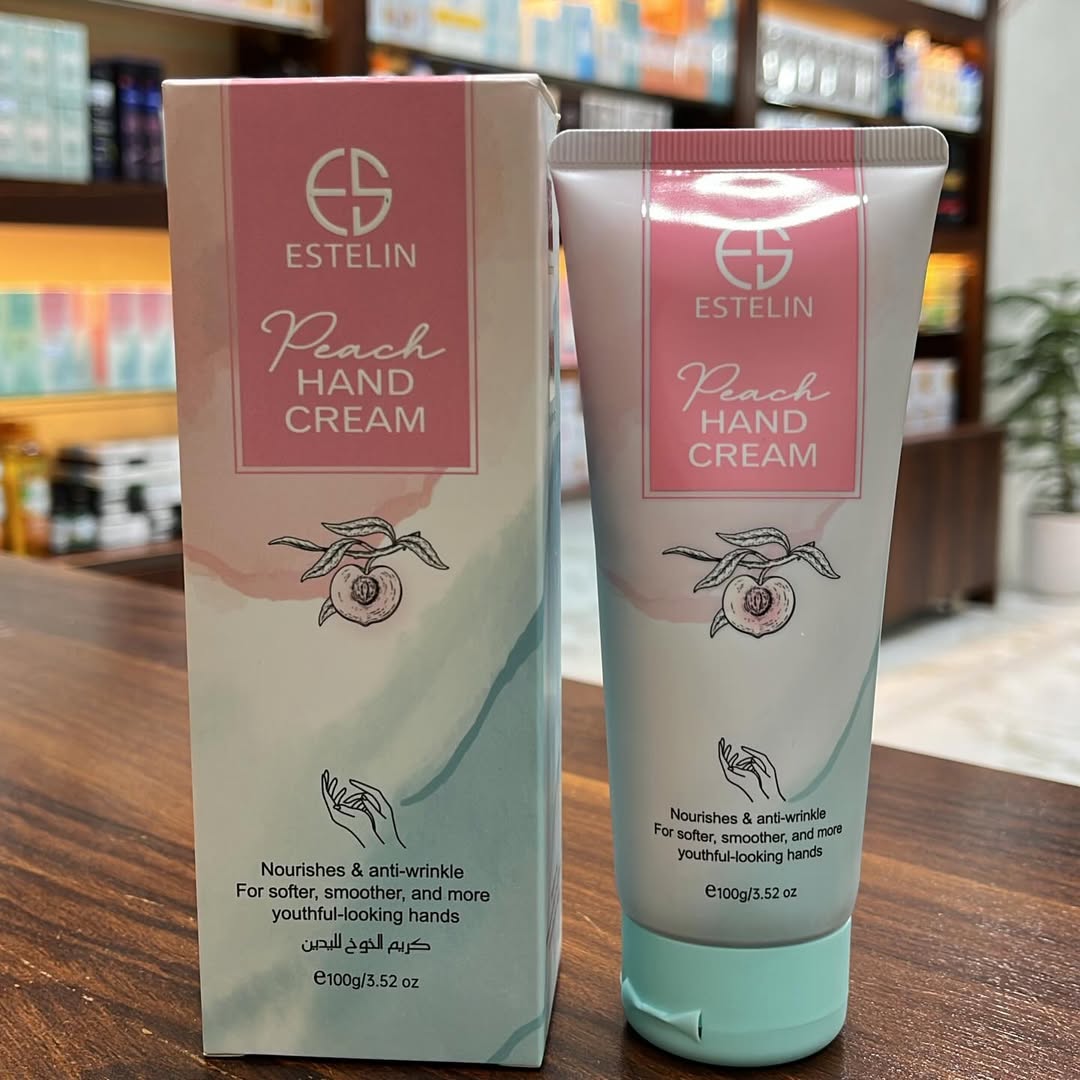 ES
ESTELIN
Peach
HAND
CREAM
Nourishes & anti-wrinkle
For softer, smoother, and more
youthful-looking hands
كريم الخوخ لليدين
e100g/3.52 oz
ES
ESTELIN
Peach
HAND
CREAM
Nourishes & anti-wrinkle
For softer, smoother, and more
youthful-looking hands
e100g/3.52 oz